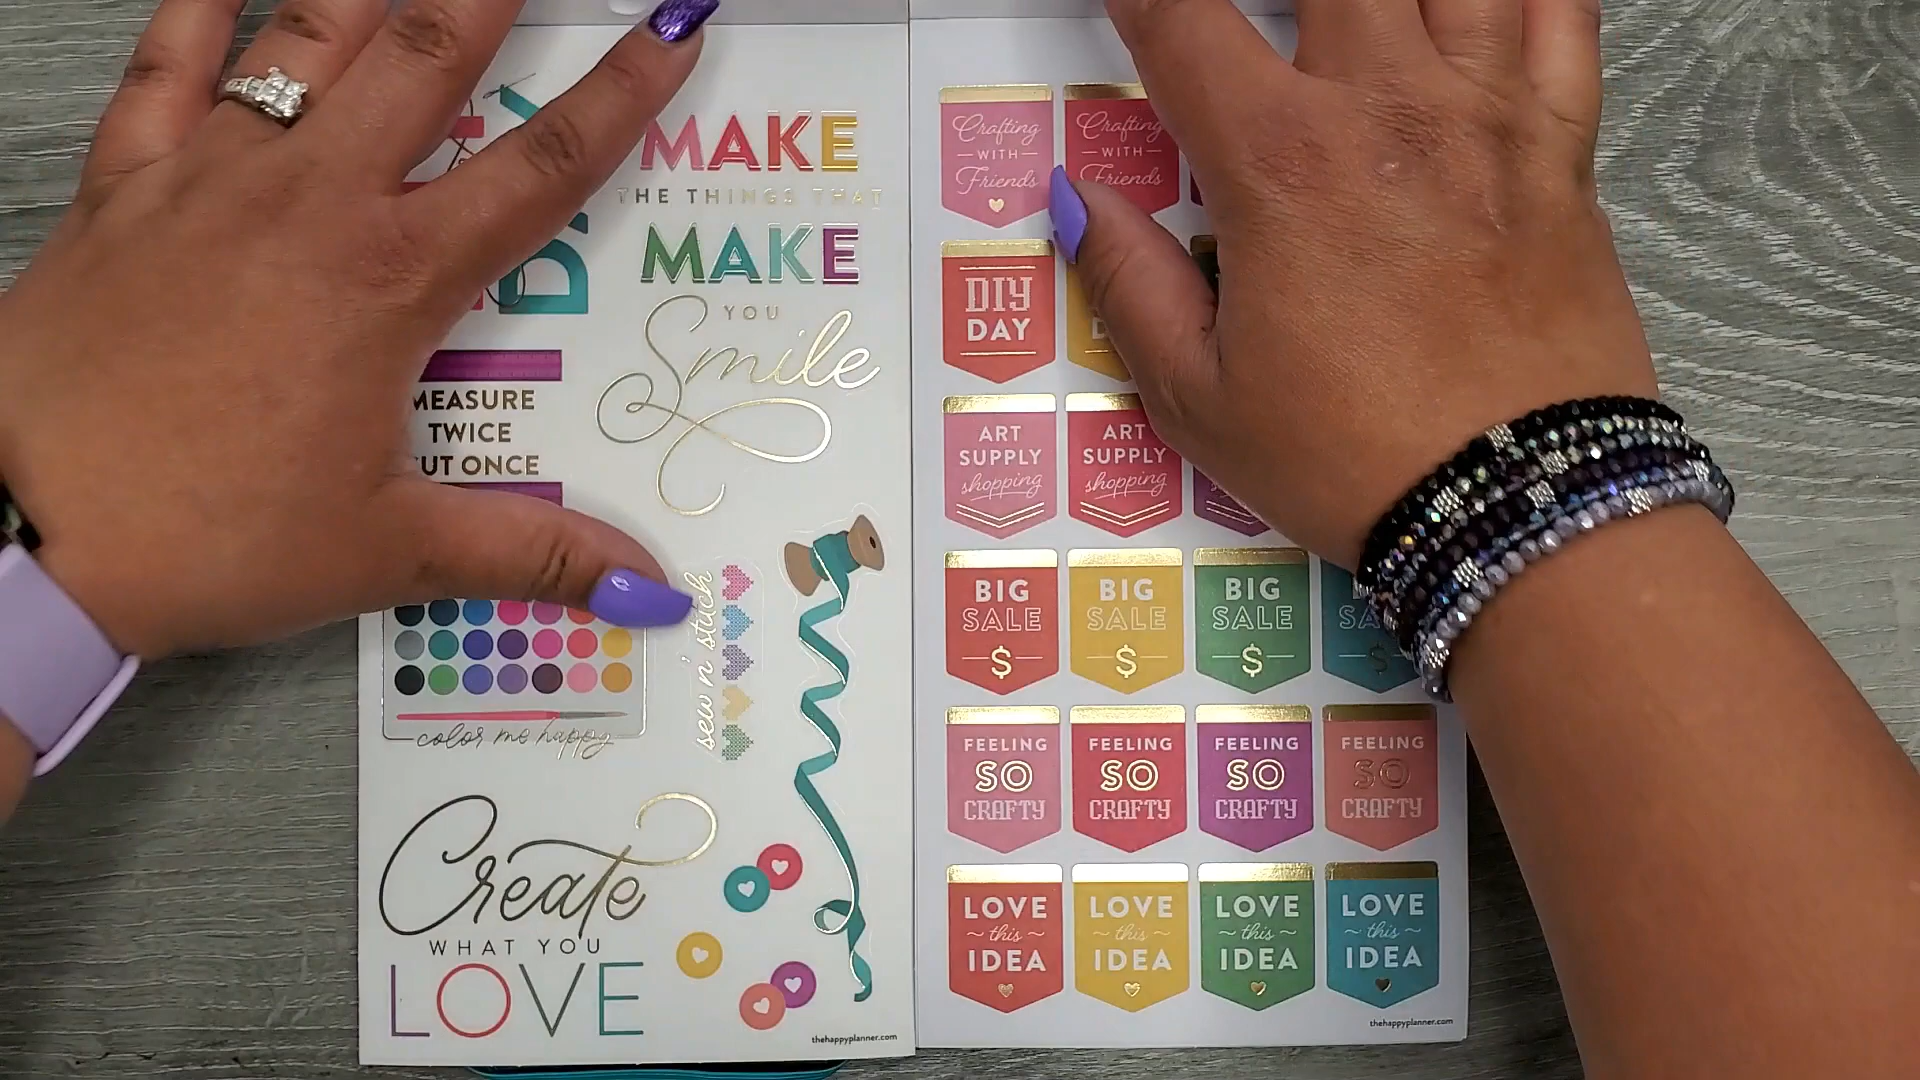 MAKE
THE THINGS THAT
MAKE
YOU
Smile
MEASURE
TWICE
CUT ONCE
color me happy
sew n' stitch
Create
WHAT YOU
LOVE
thehappyplanner.com
Crafting
WITH
Friends
Crafting
WITH
Friends
DIY
DAY
ART
SUPPLY
shopping
ART
SUPPLY
shopping
BIG
SALE
$
BIG
SALE
$
BIG
SALE
$
$
FEELING
SO
CRAFTY
FEELING
SO
CRAFTY
FEELING
SO
CRAFTY
FEELING
SO
CRAFTY
LOVE
~ this ~
IDEA
LOVE
~ this ~
IDEA
LOVE
~ this ~
IDEA
LOVE
~ this ~
IDEA
thehappyplanner.com